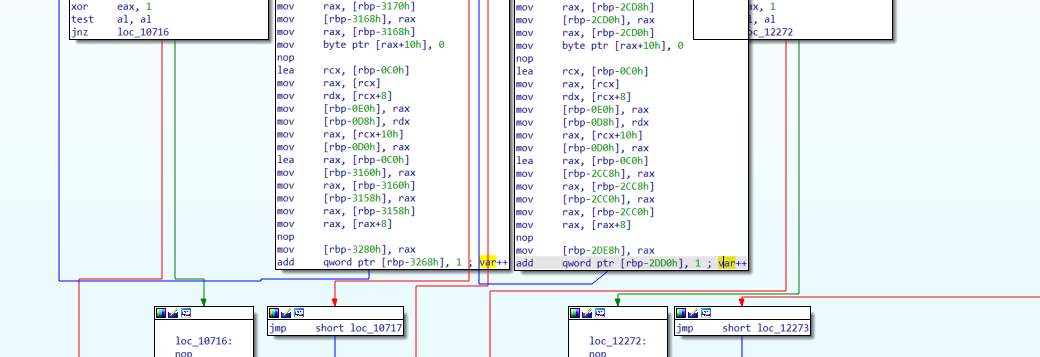 xor eax, 1
test al, al
jnz loc_10716
mov rax, [rbp-3170h]
mov [rbp-3168h], rax
mov rax, [rbp-3168h]
mov byte ptr [rax+10h], 0
nop
lea rcx, [rbp-0C0h]
mov rax, [rcx]
mov rdx, [rcx+8]
mov [rbp-0E0h], rax
mov [rbp-0D8h], rdx
mov rax, [rcx+10h]
mov [rbp-0D0h], rax
lea rax, [rbp-0C0h]
mov [rbp-3160h], rax
mov rax, [rbp-3160h]
mov [rbp-3158h], rax
mov rax, [rbp-3158h]
mov rax, [rax+8]
nop
mov [rbp-3280h], rax
add qword ptr [rbp-3268h], 1 ; var++
mov rax, [rbp-2CD8h]
mov [rbp-2CD0h], rax
mov rax, [rbp-2CD0h]
mov byte ptr [rax+10h], 0
nop
lea rcx, [rbp-0C0h]
mov rax, [rcx]
mov rdx, [rcx+8]
mov [rbp-0E0h], rax
mov [rbp-0D8h], rdx
mov rax, [rcx+10h]
mov [rbp-0D0h], rax
lea rax, [rbp-0C0h]
mov [rbp-2CC8h], rax
mov rax, [rbp-2CC8h]
mov [rbp-2CC0h], rax
mov rax, [rbp-2CC0h]
mov rax, [rax+8]
nop
mov [rbp-2DE8h], rax
add qword ptr [rbp-2DD0h], 1 ; var++
ax, 1
l, al
oc_12272
loc_10716:
nop
jmp short loc_10717
loc_12272:
nop
jmp short loc_12273